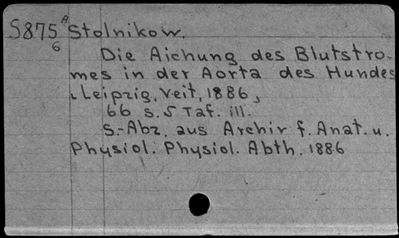 S875 A Stolnikow.
6
Die Aichung des Blutstro-
mes in der Aorta des Hundes
Leipzig, Veit, 1886,
66 s. 5 Taf. ill.
S.-Abz. aus Archiv f. Anat. u.
Physiol. Physiol. Abth. 1886